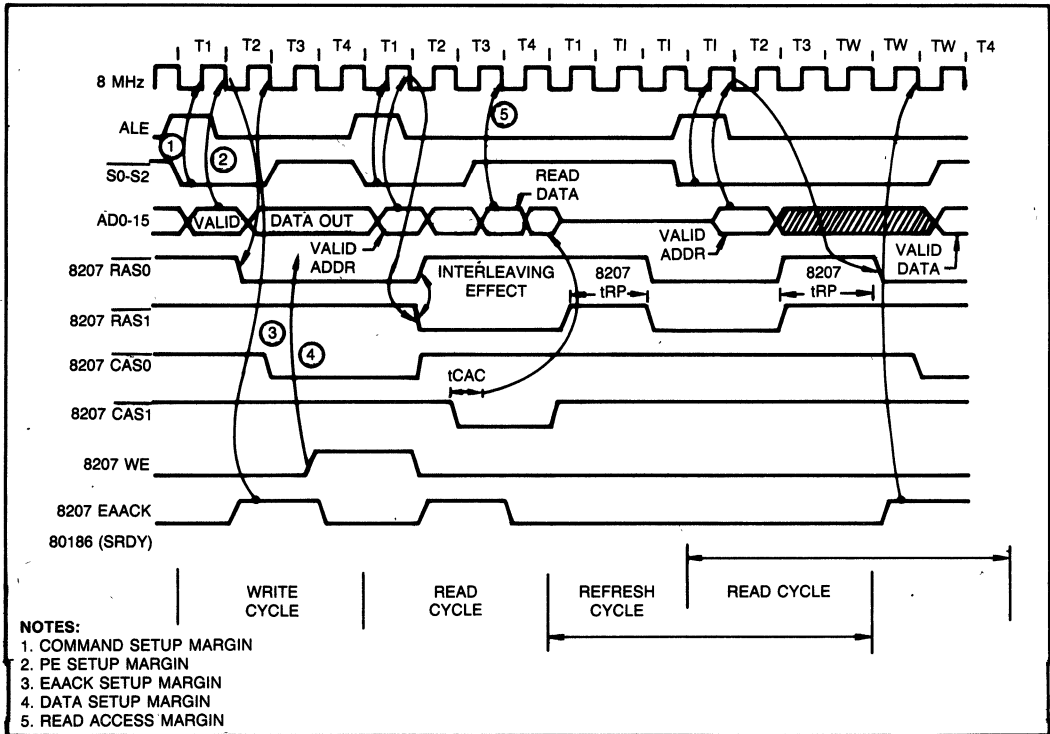 T1 T2 T3 T4 T1 T2 T3 T4 T1 TI TI TI T2 T3 TW TW TW T4
8 MHz
ALE
S0-S2
AD0-15
8207 RAS0
8207 RAS1
8207 CAS0
8207 CAS1
8207 WE
8207 EAACK
80186 (SRDY)
1
2
5
READ
DATA
VALID
DATA OUT
VALID
ADDR
VALID
ADDR
VALID
DATA
INTERLEAVING
EFFECT
8207
tRP
8207
tRP
3
4
tCAC
WRITE
CYCLE
READ
CYCLE
REFRESH
CYCLE
READ CYCLE
NOTES:
1. COMMAND SETUP MARGIN
2. PE SETUP MARGIN
3. EAACK SETUP MARGIN
4. DATA SETUP MARGIN
5. READ ACCESS MARGIN